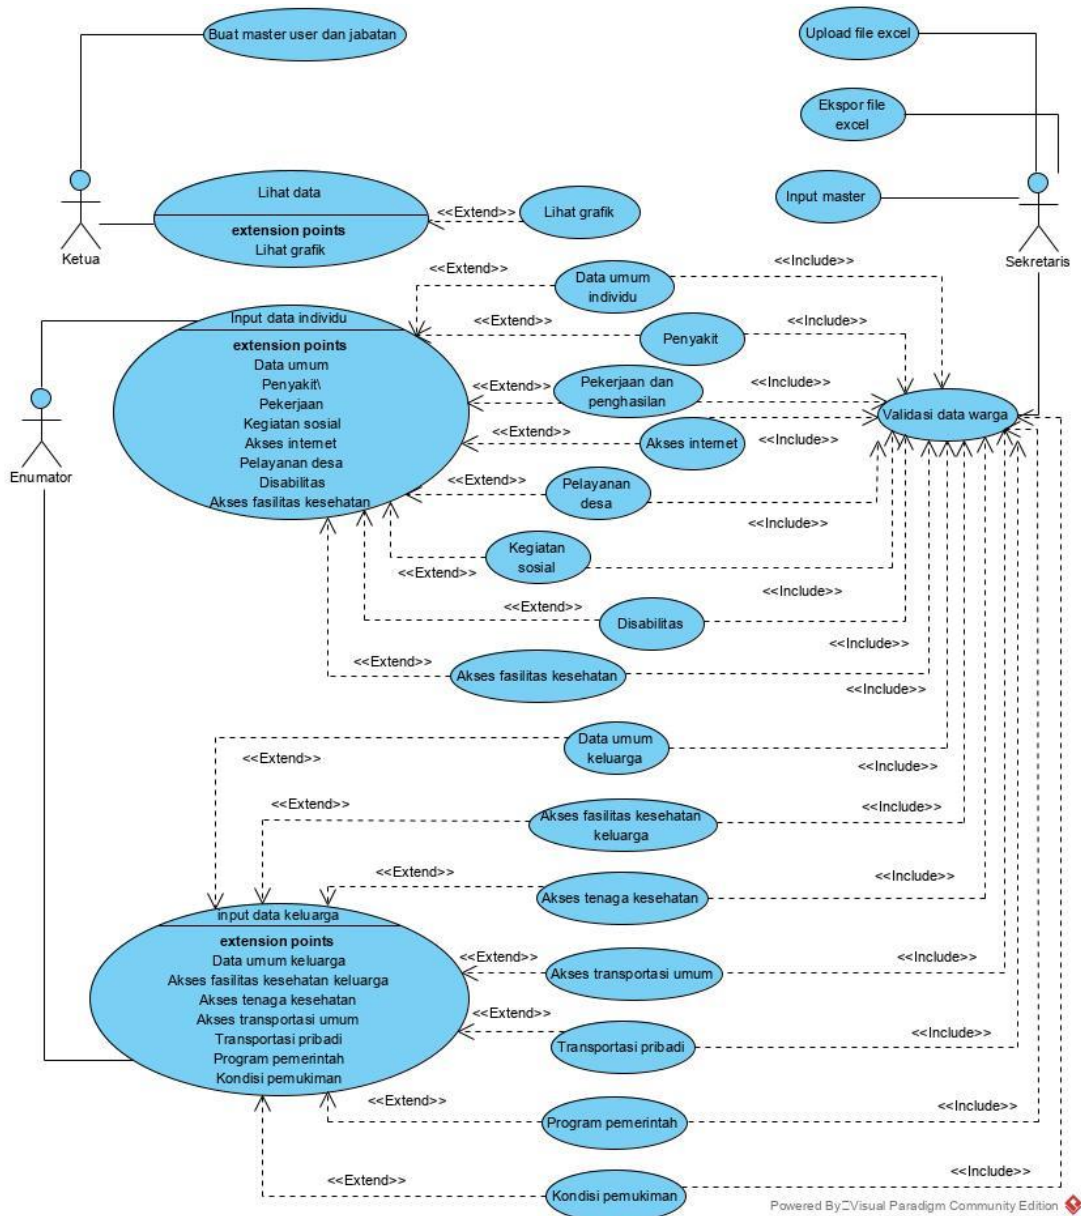 Buat master user dan jabatan
Upload file excel
Ekspor file
excel
Input master
Ketua
Lihat data
extension points
Lihat grafik
<<Extend>>
Lihat grafik
Sekretaris
<<Extend>>
Data umum
individu
<<Include>>
<<Extend>>
Penyakit
<<Include>>
<<Extend>>
Pekerjaan dan
penghasilan
<<Include>>
<<Extend>>
Akses internet
<<Include>>
Validasi data warga
Enumator
Input data individu
extension points
Data umum
Penyakit\
Pekerjaan
Kegiatan sosial
Akses internet
Pelayanan desa
Disabilitas
Akses fasilitas kesehatan
<<Extend>>
Pelayanan
desa
<<Include>>
<<Extend>>
Kegiatan
sosial
<<Include>>
<<Extend>>
Disabilitas
<<Include>>
<<Extend>>
Akses fasilitas kesehatan
<<Include>>
<<Extend>>
Data umum
keluarga
<<Include>>
<<Extend>>
Akses fasilitas kesehatan
keluarga
<<Include>>
<<Extend>>
Akses tenaga kesehatan
<<Include>>
input data keluarga
extension points
Data umum keluarga
Akses fasilitas kesehatan keluarga
Akses tenaga kesehatan
Akses transportasi umum
Transportasi pribadi
Program pemerintah
Kondisi pemukiman
<<Extend>>
Akses transportasi umum
<<Include>>
<<Extend>>
Transportasi pribadi
<<Include>>
<<Extend>>
Program pemerintah
<<Include>>
<<Extend>>
Kondisi pemukiman
<<Include>>
Powered By Visual Paradigm Community Edition